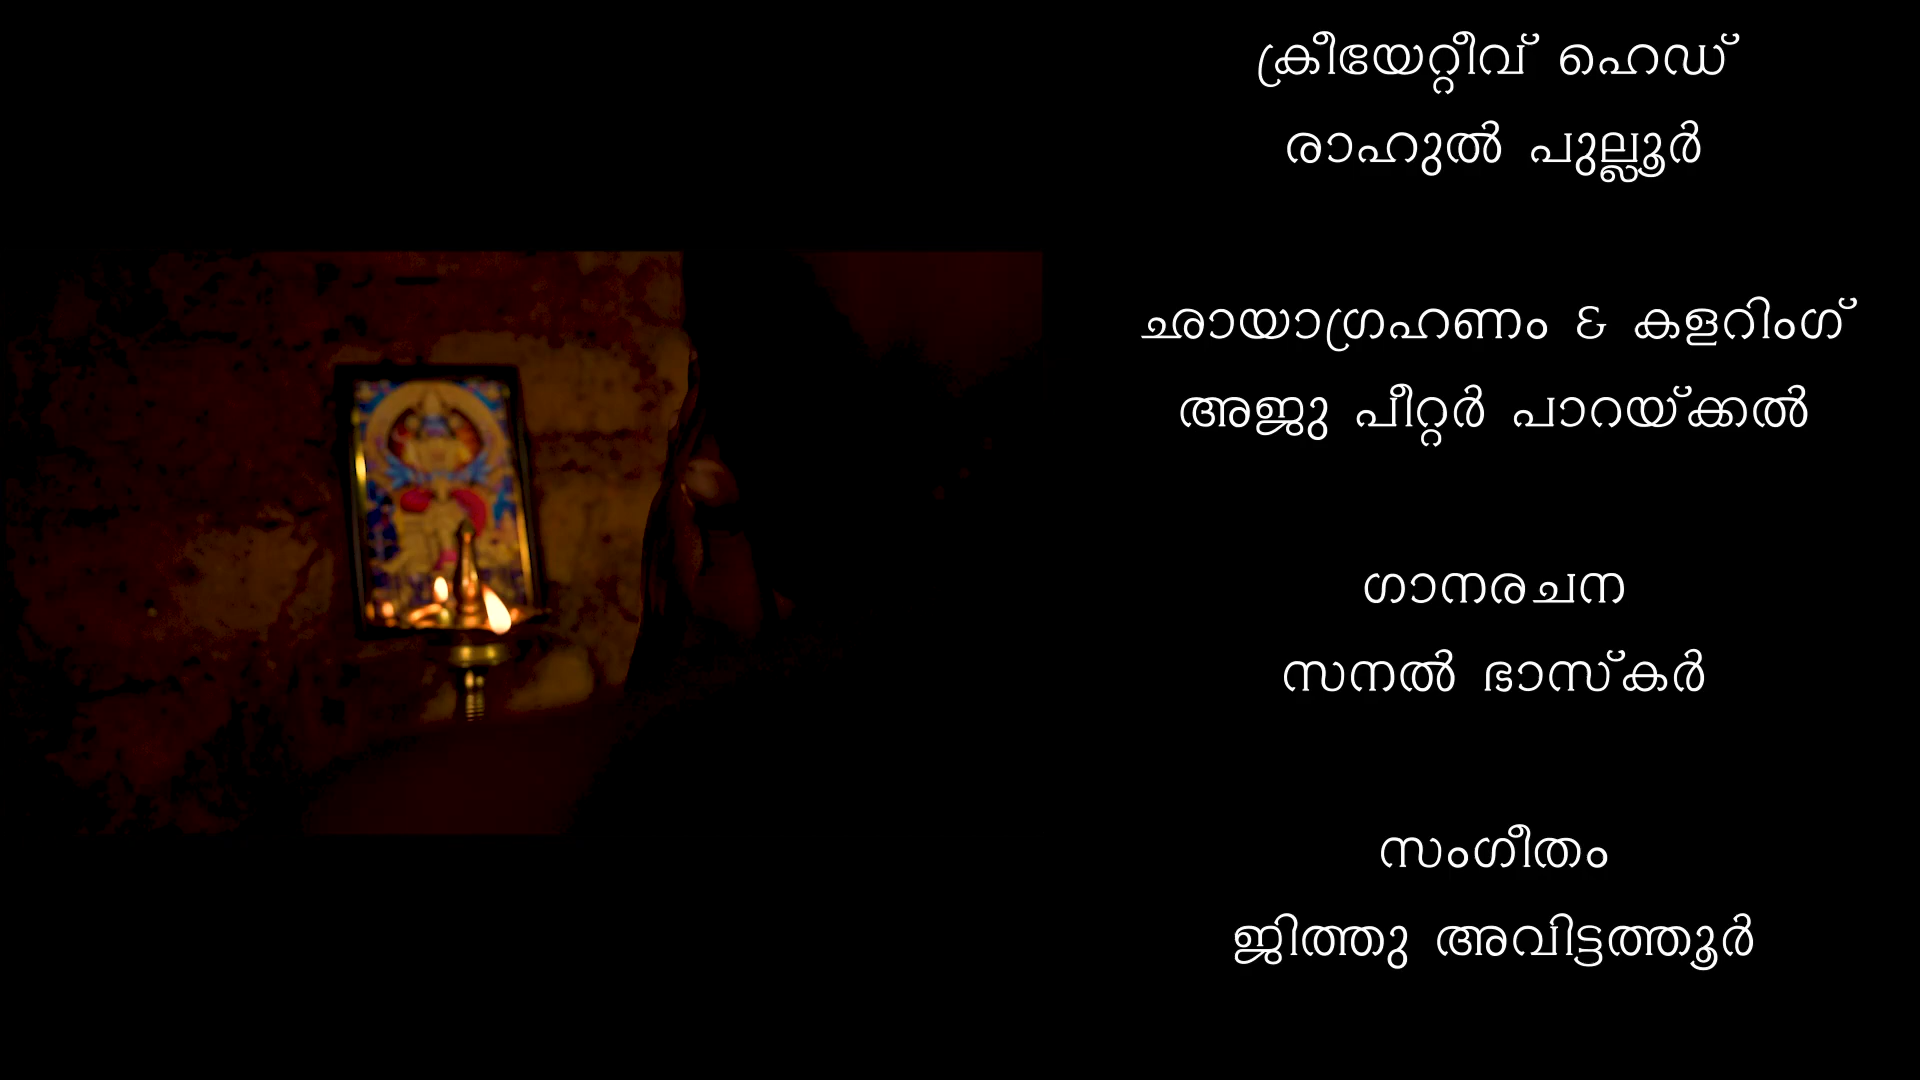 ക്രീയേറ്റീവ് ഹെഡ്
രാഹുൽ പുല്ലൂർ
ഛായാഗ്രഹണം & കളറിംഗ്
അജു പീറ്റർ പാറയ്ക്കൽ
ഗാനരചന
സനൽ ഭാസ്കർ
സംഗീതം
ജിത്തു അവിട്ടത്തൂർ